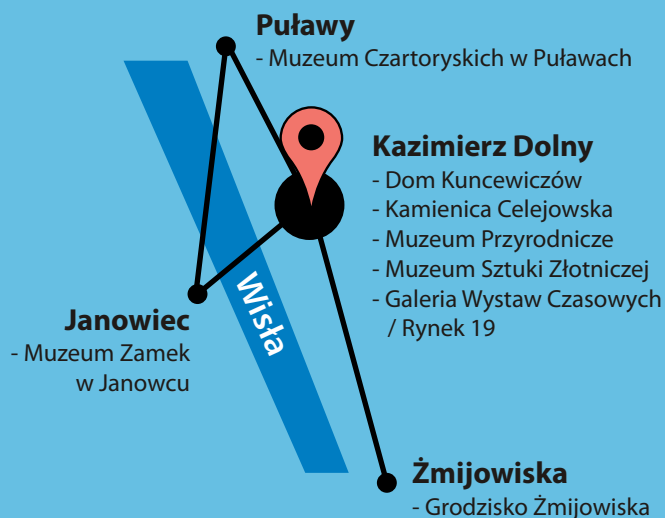 Puławy
- Muzeum Czartoryskich w Puławach
Kazimierz Dolny
- Dom Kuncewiczów
- Kamienica Celejowska
- Muzeum Przyrodnicze
- Muzeum Sztuki Złotniczej
- Galeria Wystaw Czasowych
/ Rynek 19
Wisła
Janowiec
- Muzeum Zamek
w Janowcu
Żmijowiska
- Grodzisko Żmijowiska